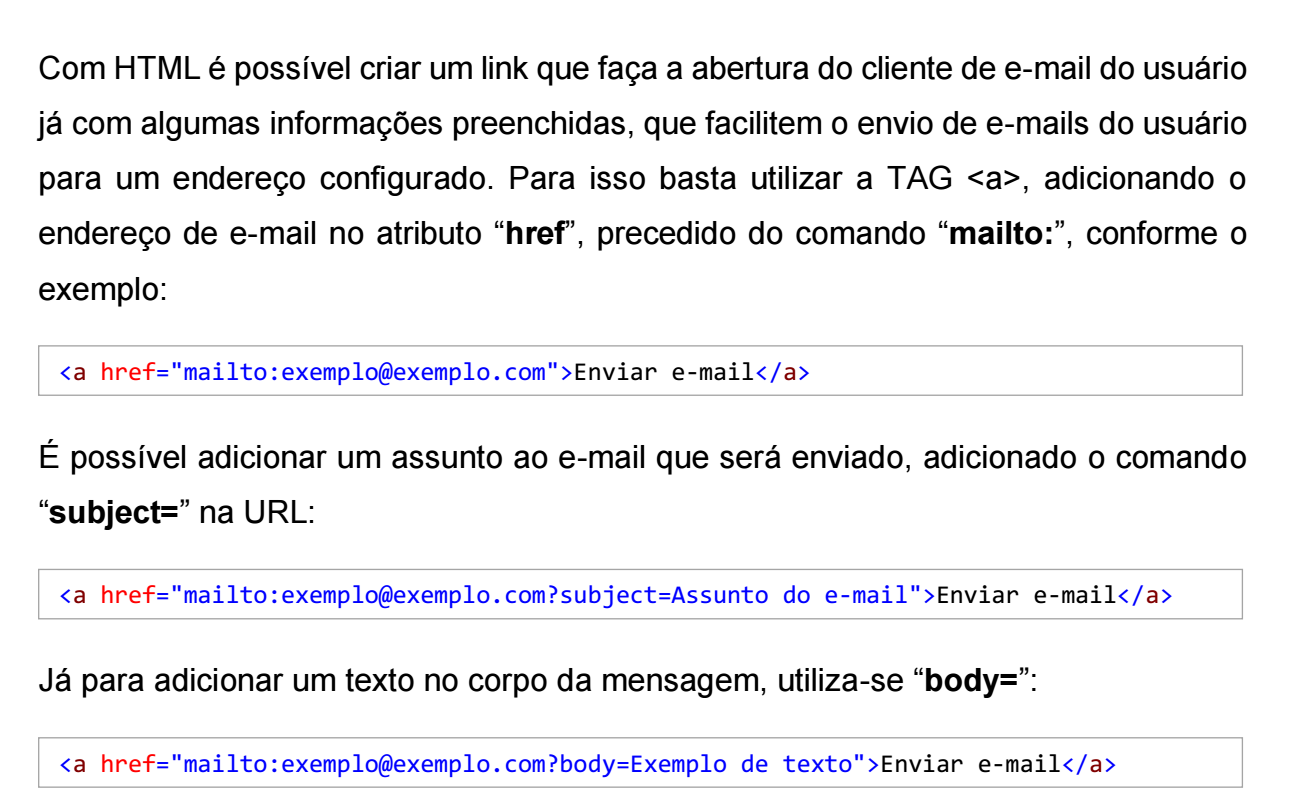 Com HTML é possível criar um link que faça a abertura do cliente de e-mail do usuário
já com algumas informações preenchidas, que facilitem o envio de e-mails do usuário
para um endereço configurado. Para isso basta utilizar a TAG <a>, adicionando o
endereço de e-mail no atributo “href”, precedido do comando “mailto:”, conforme o
exemplo:
<a href="mailto:exemplo@exemplo.com">Enviar e-mail</a>
É possível adicionar um assunto ao e-mail que será enviado, adicionado o comando
“subject=” na URL:
<a href="mailto:exemplo@exemplo.com?subject=Assunto do e-mail">Enviar e-mail</a>
Já para adicionar um texto no corpo da mensagem, utiliza-se “body=”:
<a href="mailto:exemplo@exemplo.com?body=Exemplo de texto">Enviar e-mail</a>